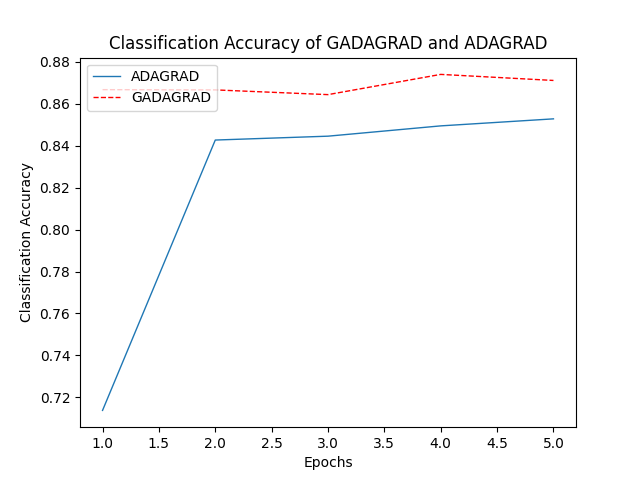 Classification Accuracy of GADAGRAD and ADAGRAD
ADAGRAD
GADAGRAD
Classification Accuracy
0.88
0.86
0.84
0.82
0.80
0.78
0.76
0.74
0.72
1.0 1.5 2.0 2.5 3.0 3.5 4.0 4.5 5.0
Epochs